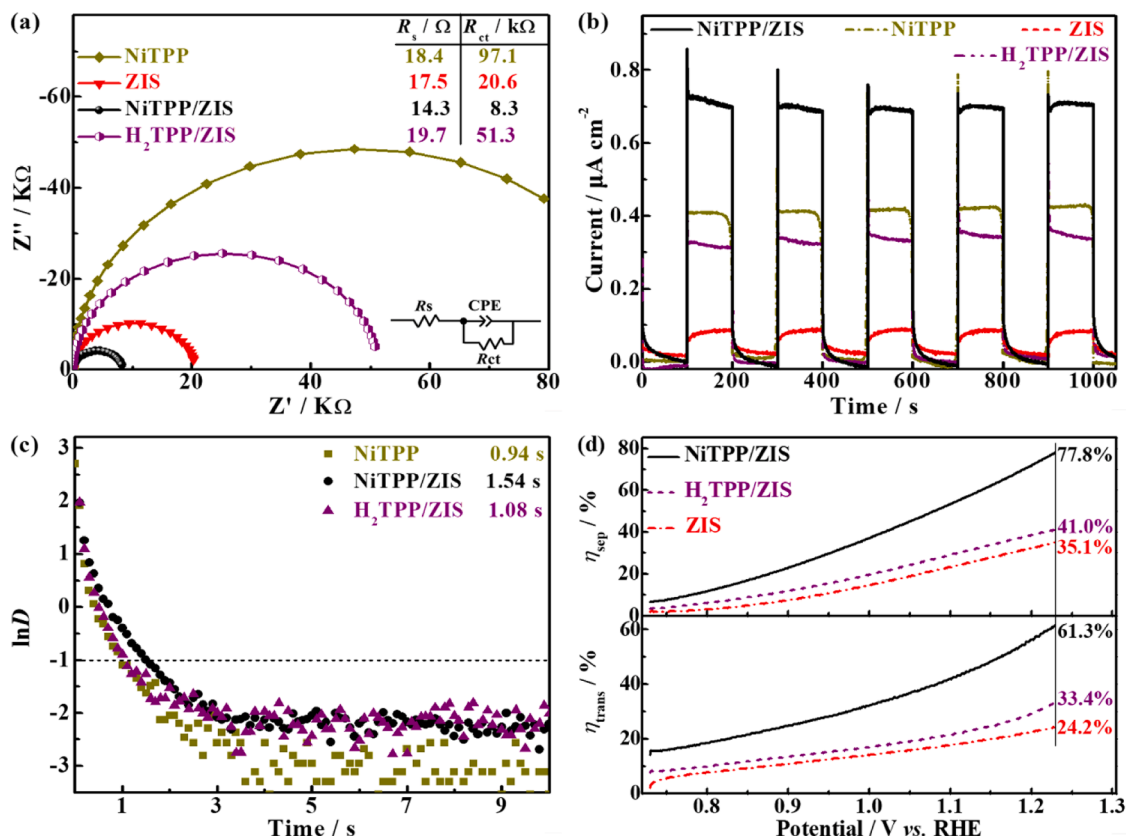 (a)
R_s / Ω R_ct / kΩ
NiTPP 18.4 97.1
ZIS 17.5 20.6
NiTPP/ZIS 14.3 8.3
H₂TPP/ZIS 19.7 51.3
-60
-40
-20
0
Z'' / KΩ
Rs CPE
Rct
0 20 40 60 80
Z' / KΩ
(b)
NiTPP/ZIS NiTPP ZIS
H₂TPP/ZIS
0.8
0.6
0.4
0.2
0.0
Current / μA cm⁻²
0 200 400 600 800 1000
Time / s
(c)
NiTPP 0.94 s
NiTPP/ZIS 1.54 s
H₂TPP/ZIS 1.08 s
3
2
1
0
-1
-2
-3
lnD
1 3 5 7 9
Time / s
(d)
NiTPP/ZIS
H₂TPP/ZIS
ZIS
77.8%
41.0%
35.1%
80
60
40
20
0
η_sep / %
61.3%
33.4%
24.2%
60
40
20
0
η_trans / %
0.8 0.9 1.0 1.1 1.2 1.3
Potential / V vs. RHE